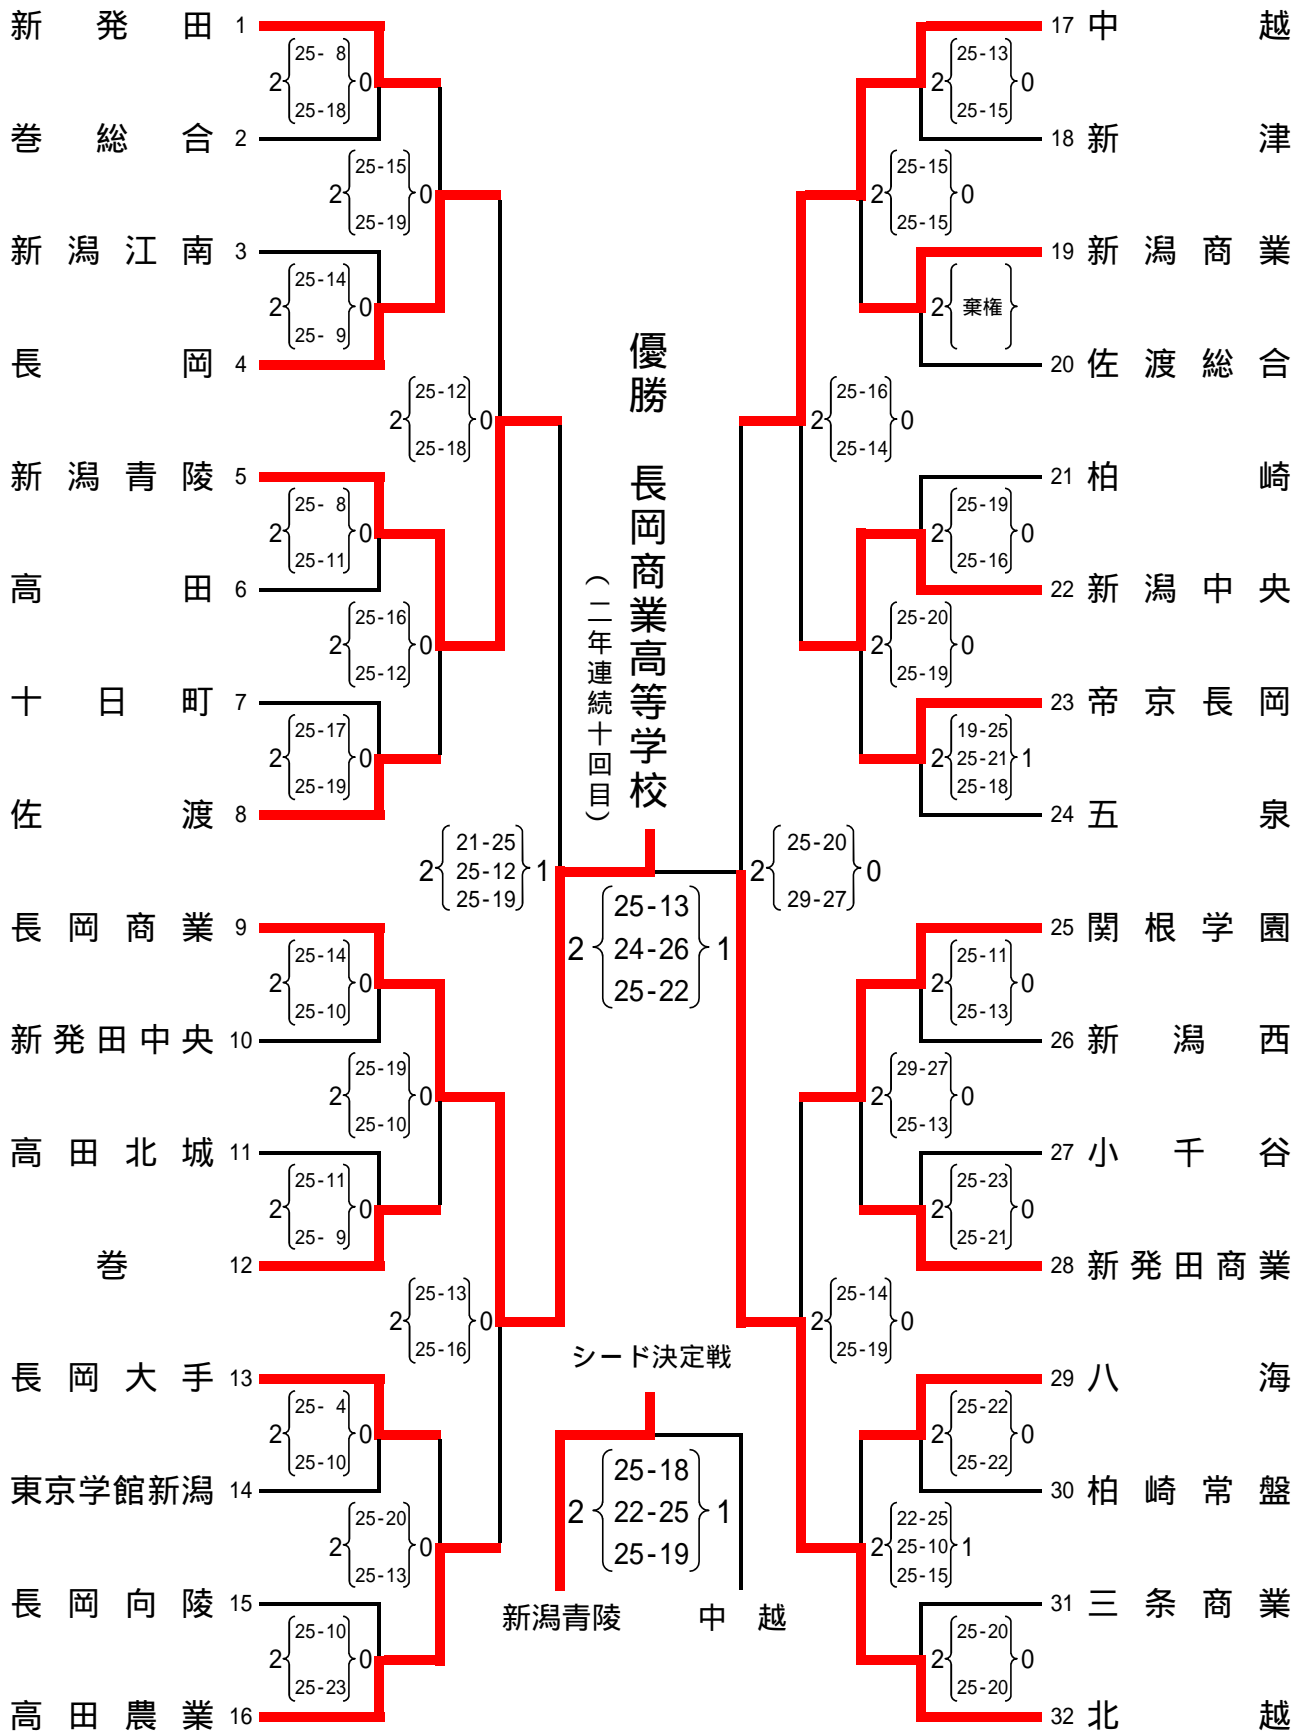 新発田 1
25- 8
2 0
25-18
巻総合 2
25-15
2 0
25-19
新潟江南 3
25-14
2 0
25- 9
長岡 4
25-12
2 0
25-18
新潟青陵 5
25- 8
2 0
25-11
高田 6
25-16
2 0
25-12
十日町 7
25-17
2 0
25-19
佐渡 8
21-25
2 25-12 1
25-19
長岡商業 9
25-14
2 0
25-10
新発田中央 10
25-19
2 0
25-10
高田北城 11
25-11
2 0
25- 9
巻 12
25-13
2 0
25-16
長岡大手 13
25- 4
2 0
25-10
東京学館新潟 14
25-20
2 0
25-13
長岡向陵 15
25-10
2 0
25-23
高田農業 16
優勝 長岡商業高等学校
(二年連続十回目)
25-13
2 24-26 1
25-22
シード決定戦
25-18
2 22-25 1
25-19
新潟青陵 中越
17 中越
25-13
2 0
25-15
18 新津
25-15
2 0
25-15
19 新潟商業
2 棄権
20 佐渡総合
25-16
2 0
25-14
21 柏崎
25-19
2 0
25-16
22 新潟中央
25-20
2 0
25-19
23 帝京長岡
19-25
2 25-21 1
25-18
24 五泉
25-20
2 0
29-27
25 関根学園
25-11
2 0
25-13
26 新潟西
29-27
2 0
25-13
27 小千谷
25-23
2 0
25-21
28 新発田商業
25-14
2 0
25-19
29 八海
25-22
2 0
25-22
30 柏崎常盤
22-25
2 25-10 1
25-15
31 三条商業
25-20
2 0
25-20
32 北越